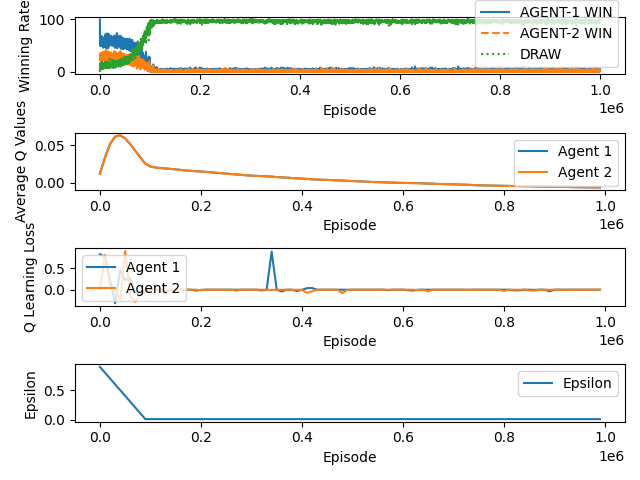 AGENT-1 WIN
AGENT-2 WIN
DRAW
Winning Rate
100
0
0.0 0.2 0.4 0.6 0.8 1.0
1e6
Episode
Average Q Values
0.05
0.00
Agent 1
Agent 2
0.0 0.2 0.4 0.6 0.8 1.0
1e6
Episode
Q Learning Loss
0.5
0.0
Agent 1
Agent 2
0.0 0.2 0.4 0.6 0.8 1.0
1e6
Episode
Epsilon
0.5
0.0
Epsilon
0.0 0.2 0.4 0.6 0.8 1.0
1e6
Episode